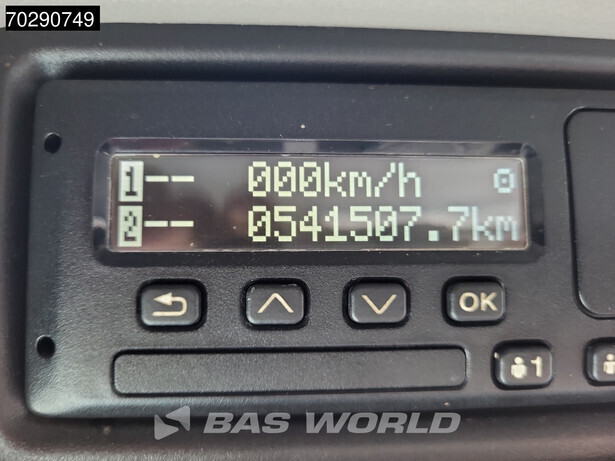 70290749
1-- 000km/h
2-- 0541507.7km
OK
1
BAS WORLD